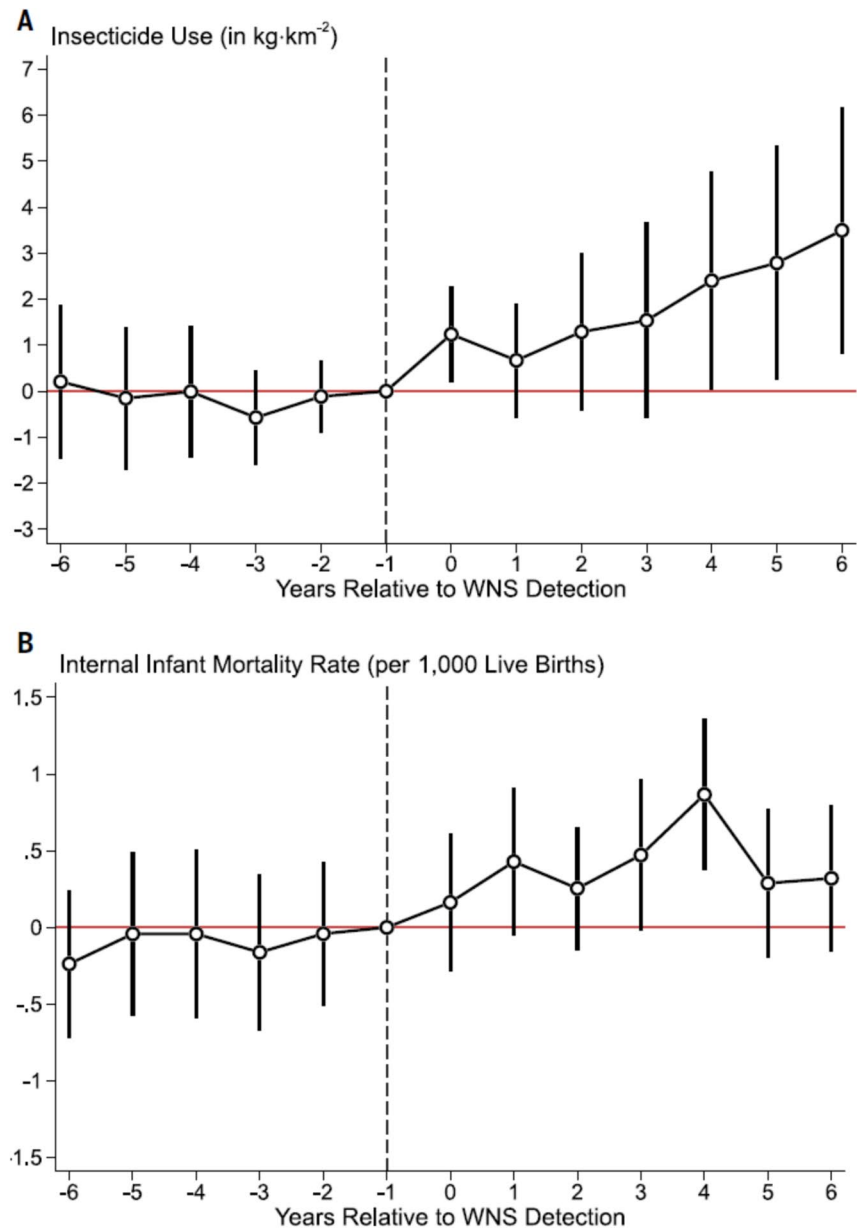 A
Insecticide Use (in kg·km⁻²)
7
6
5
4
3
2
1
0
-1
-2
-3
-6 -5 -4 -3 -2 -1 0 1 2 3 4 5 6
Years Relative to WNS Detection
B
Internal Infant Mortality Rate (per 1,000 Live Births)
1.5
1
.5
0
-.5
-1
-1.5
-6 -5 -4 -3 -2 -1 0 1 2 3 4 5 6
Years Relative to WNS Detection